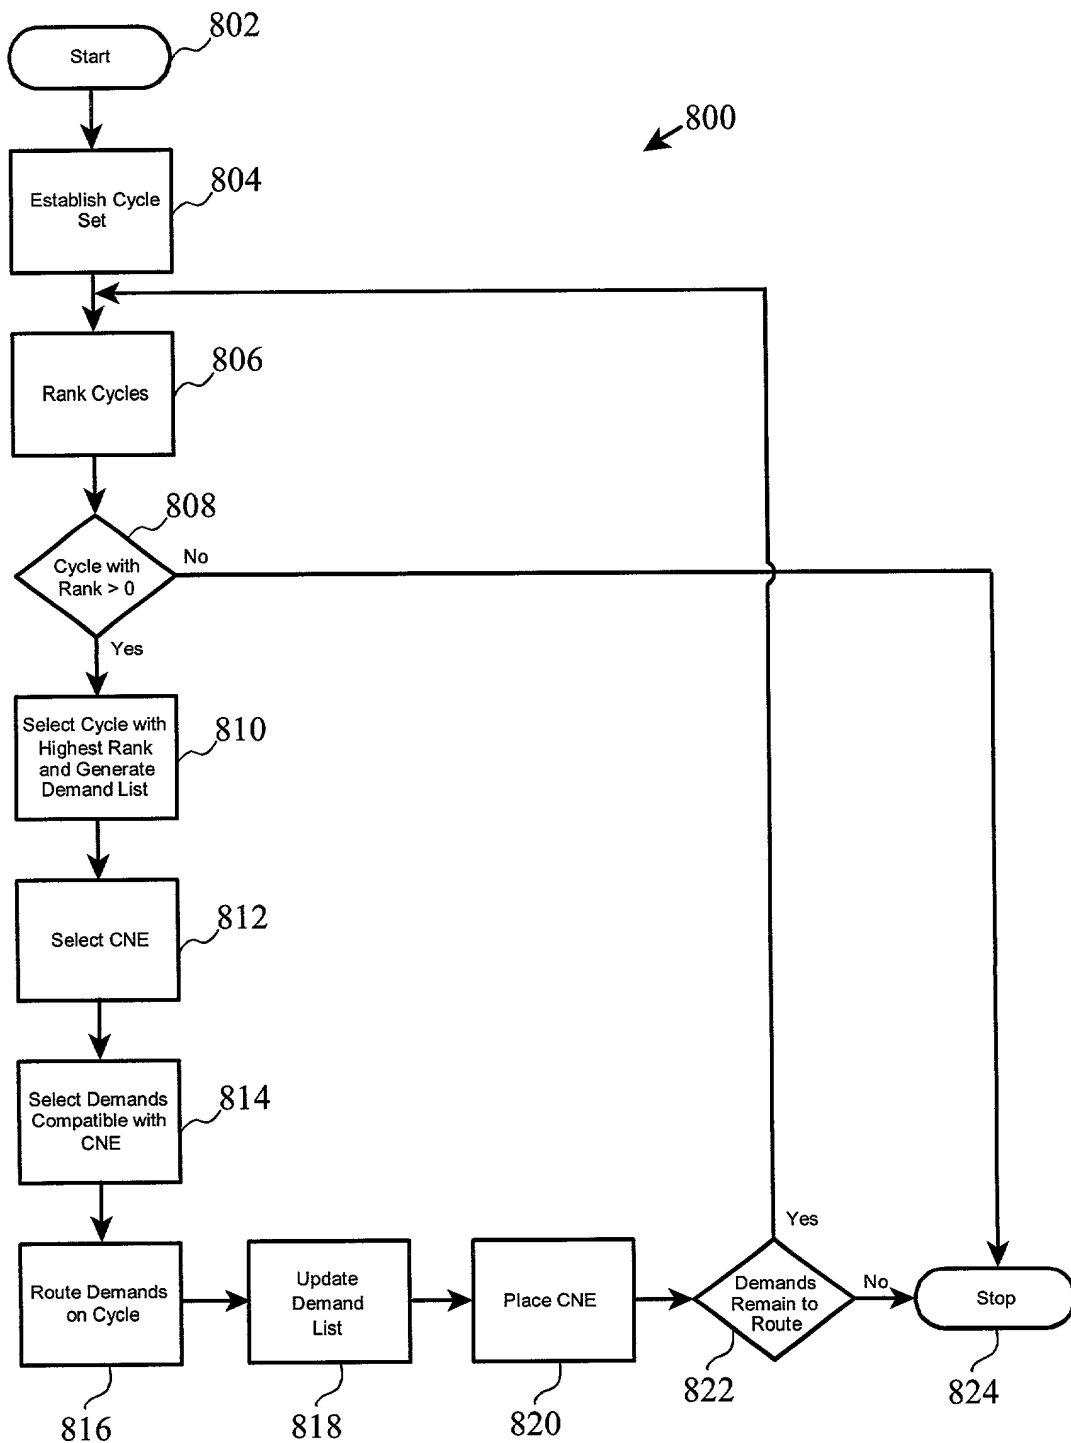 802
Start
800
804
Establish Cycle
Set
806
Rank Cycles
808
Cycle with
Rank > 0
No
Yes
810
Select Cycle with
Highest Rank
and Generate
Demand List
812
Select CNE
814
Select Demands
Compatible with
CNE
Yes
Route Demands
on Cycle
Update
Demand
List
Place CNE
Demands
Remain to
Route
No
Stop
816
818
820
822
824